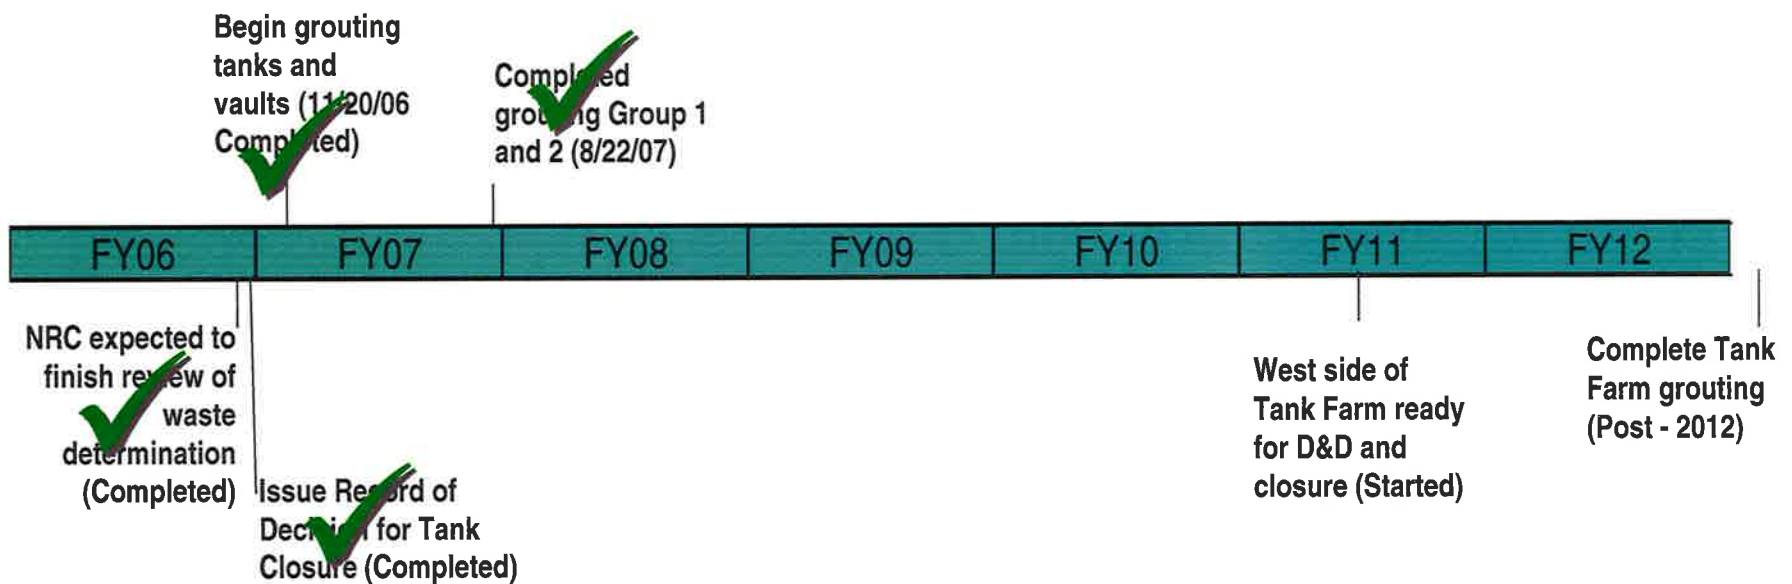 Begin grouting
tanks and
vaults (11/20/06
Completed)
Completed
grouting Group 1
and 2 (8/22/07)
FY06 FY07 FY08 FY09 FY10 FY11 FY12
NRC expected to
finish review of
waste
determination
(Completed)
Issue Record of
Decision for Tank
Closure (Completed)
West side of
Tank Farm ready
for D&D and
closure (Started)
Complete Tank
Farm grouting
(Post - 2012)